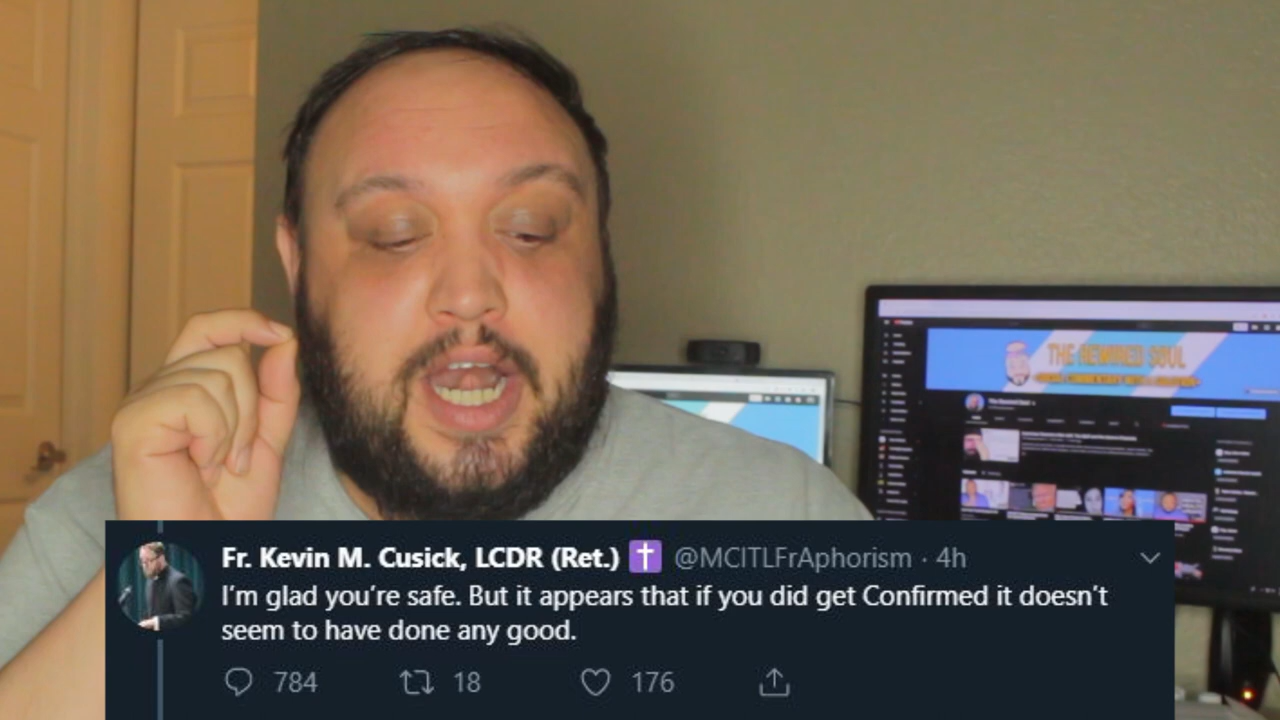 THE REWIRED SOUL
Fr. Kevin M. Cusick, LCDR (Ret.) ✝️ @MCITLFrAphorism · 4h
I'm glad you're safe. But it appears that if you did get Confirmed it doesn't
seem to have done any good.
784 18 176